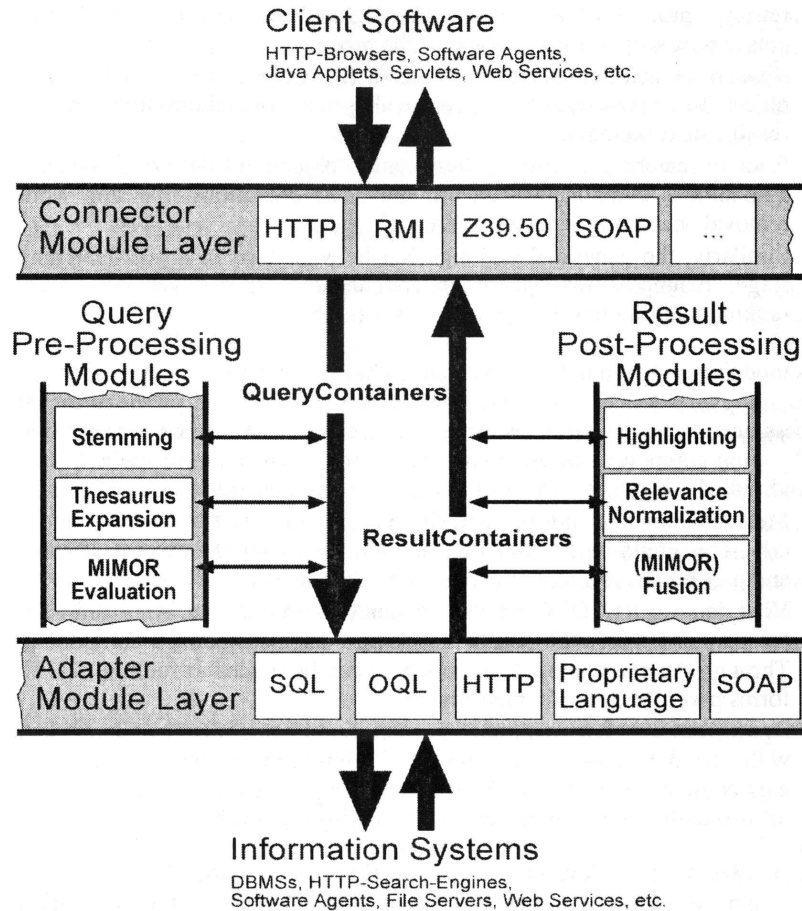 Client Software
HTTP-Browsers, Software Agents,
Java Applets, Servlets, Web Services, etc.
Connector
Module Layer
HTTP
RMI
Z39.50
SOAP
...
Query
Pre-Processing
Modules
Result
Post-Processing
Modules
QueryContainers
Stemming
Highlighting
Thesaurus
Expansion
Relevance
Normalization
ResultContainers
MIMOR
Evaluation
(MIMOR)
Fusion
Adapter
Module Layer
SQL
OQL
HTTP
Proprietary
Language
SOAP
Information Systems
DBMSs, HTTP-Search-Engines,
Software Agents, File Servers, Web Services, etc.